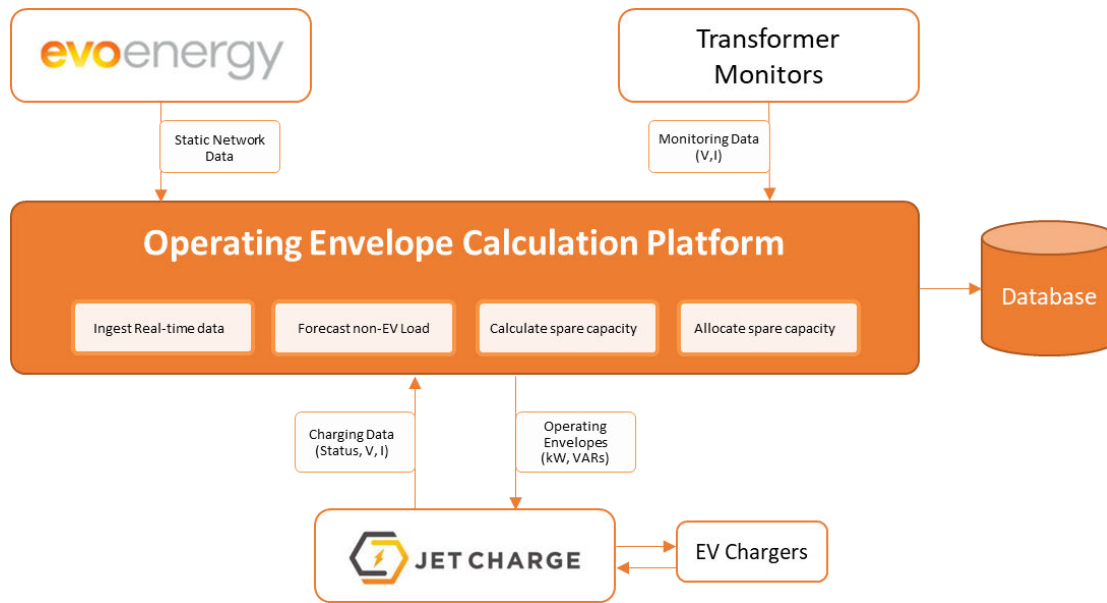 evoenergy
Transformer
Monitors
Static Network
Data
Monitoring Data
(V,I)
Operating Envelope Calculation Platform
Ingest Real-time data
Forecast non-EV Load
Calculate spare capacity
Allocate spare capacity
Database
Charging Data
(Status, V, I)
Operating
Envelopes
(kW, VARs)
JET CHARGE
EV Chargers